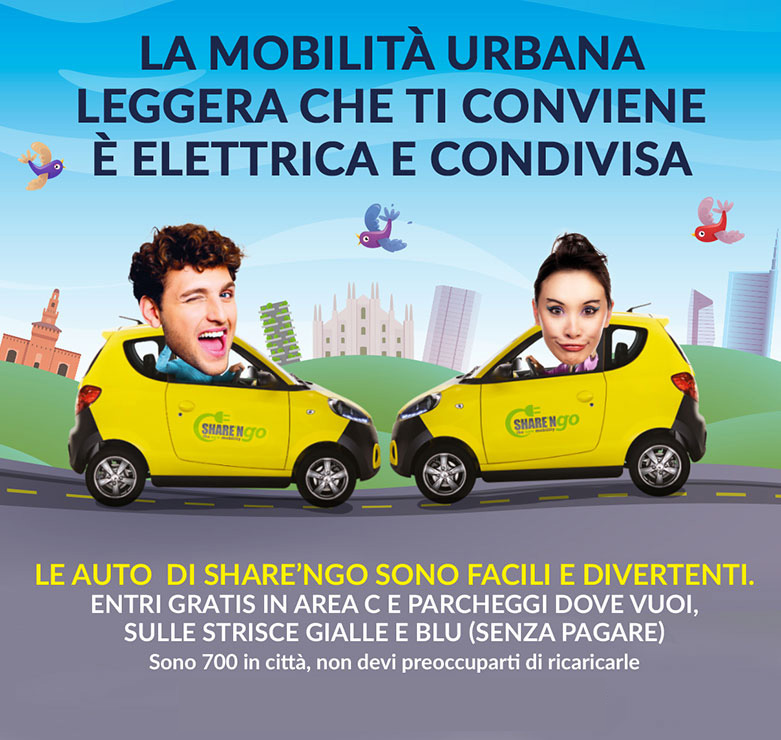 LA MOBILITÀ URBANA
LEGGERA CHE TI CONVIENE
È ELETTRICA E CONDIVISA
SHARE'NGO
SHARE'NGO
LE AUTO DI SHARE'NGO SONO FACILI E DIVERTENTI.
ENTRI GRATIS IN AREA C E PARCHEGGI DOVE VUOI,
SULLE STRISCE GIALLE E BLU (SENZA PAGARE)
Sono 700 in città, non devi preoccuparti di ricaricarle